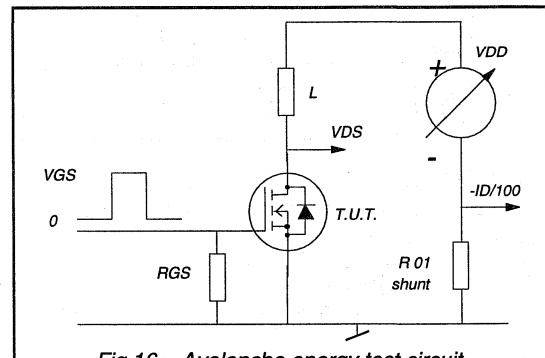 VDD
+
L
VDS
-
VGS
-ID/100
0
T.U.T.
RGS
R 01
shunt
Fig.16. Avalanche energy test circuit